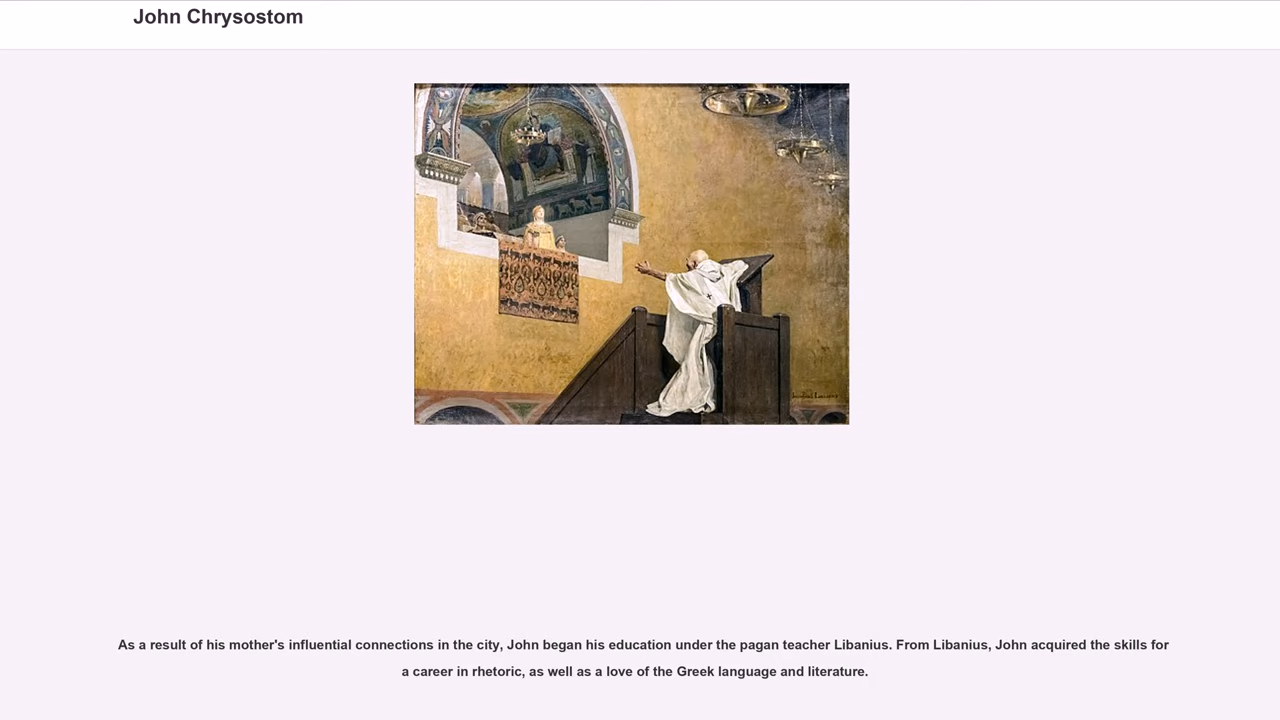 John Chrysostom
As a result of his mother's influential connections in the city, John began his education under the pagan teacher Libanius. From Libanius, John acquired the skills for
a career in rhetoric, as well as a love of the Greek language and literature.